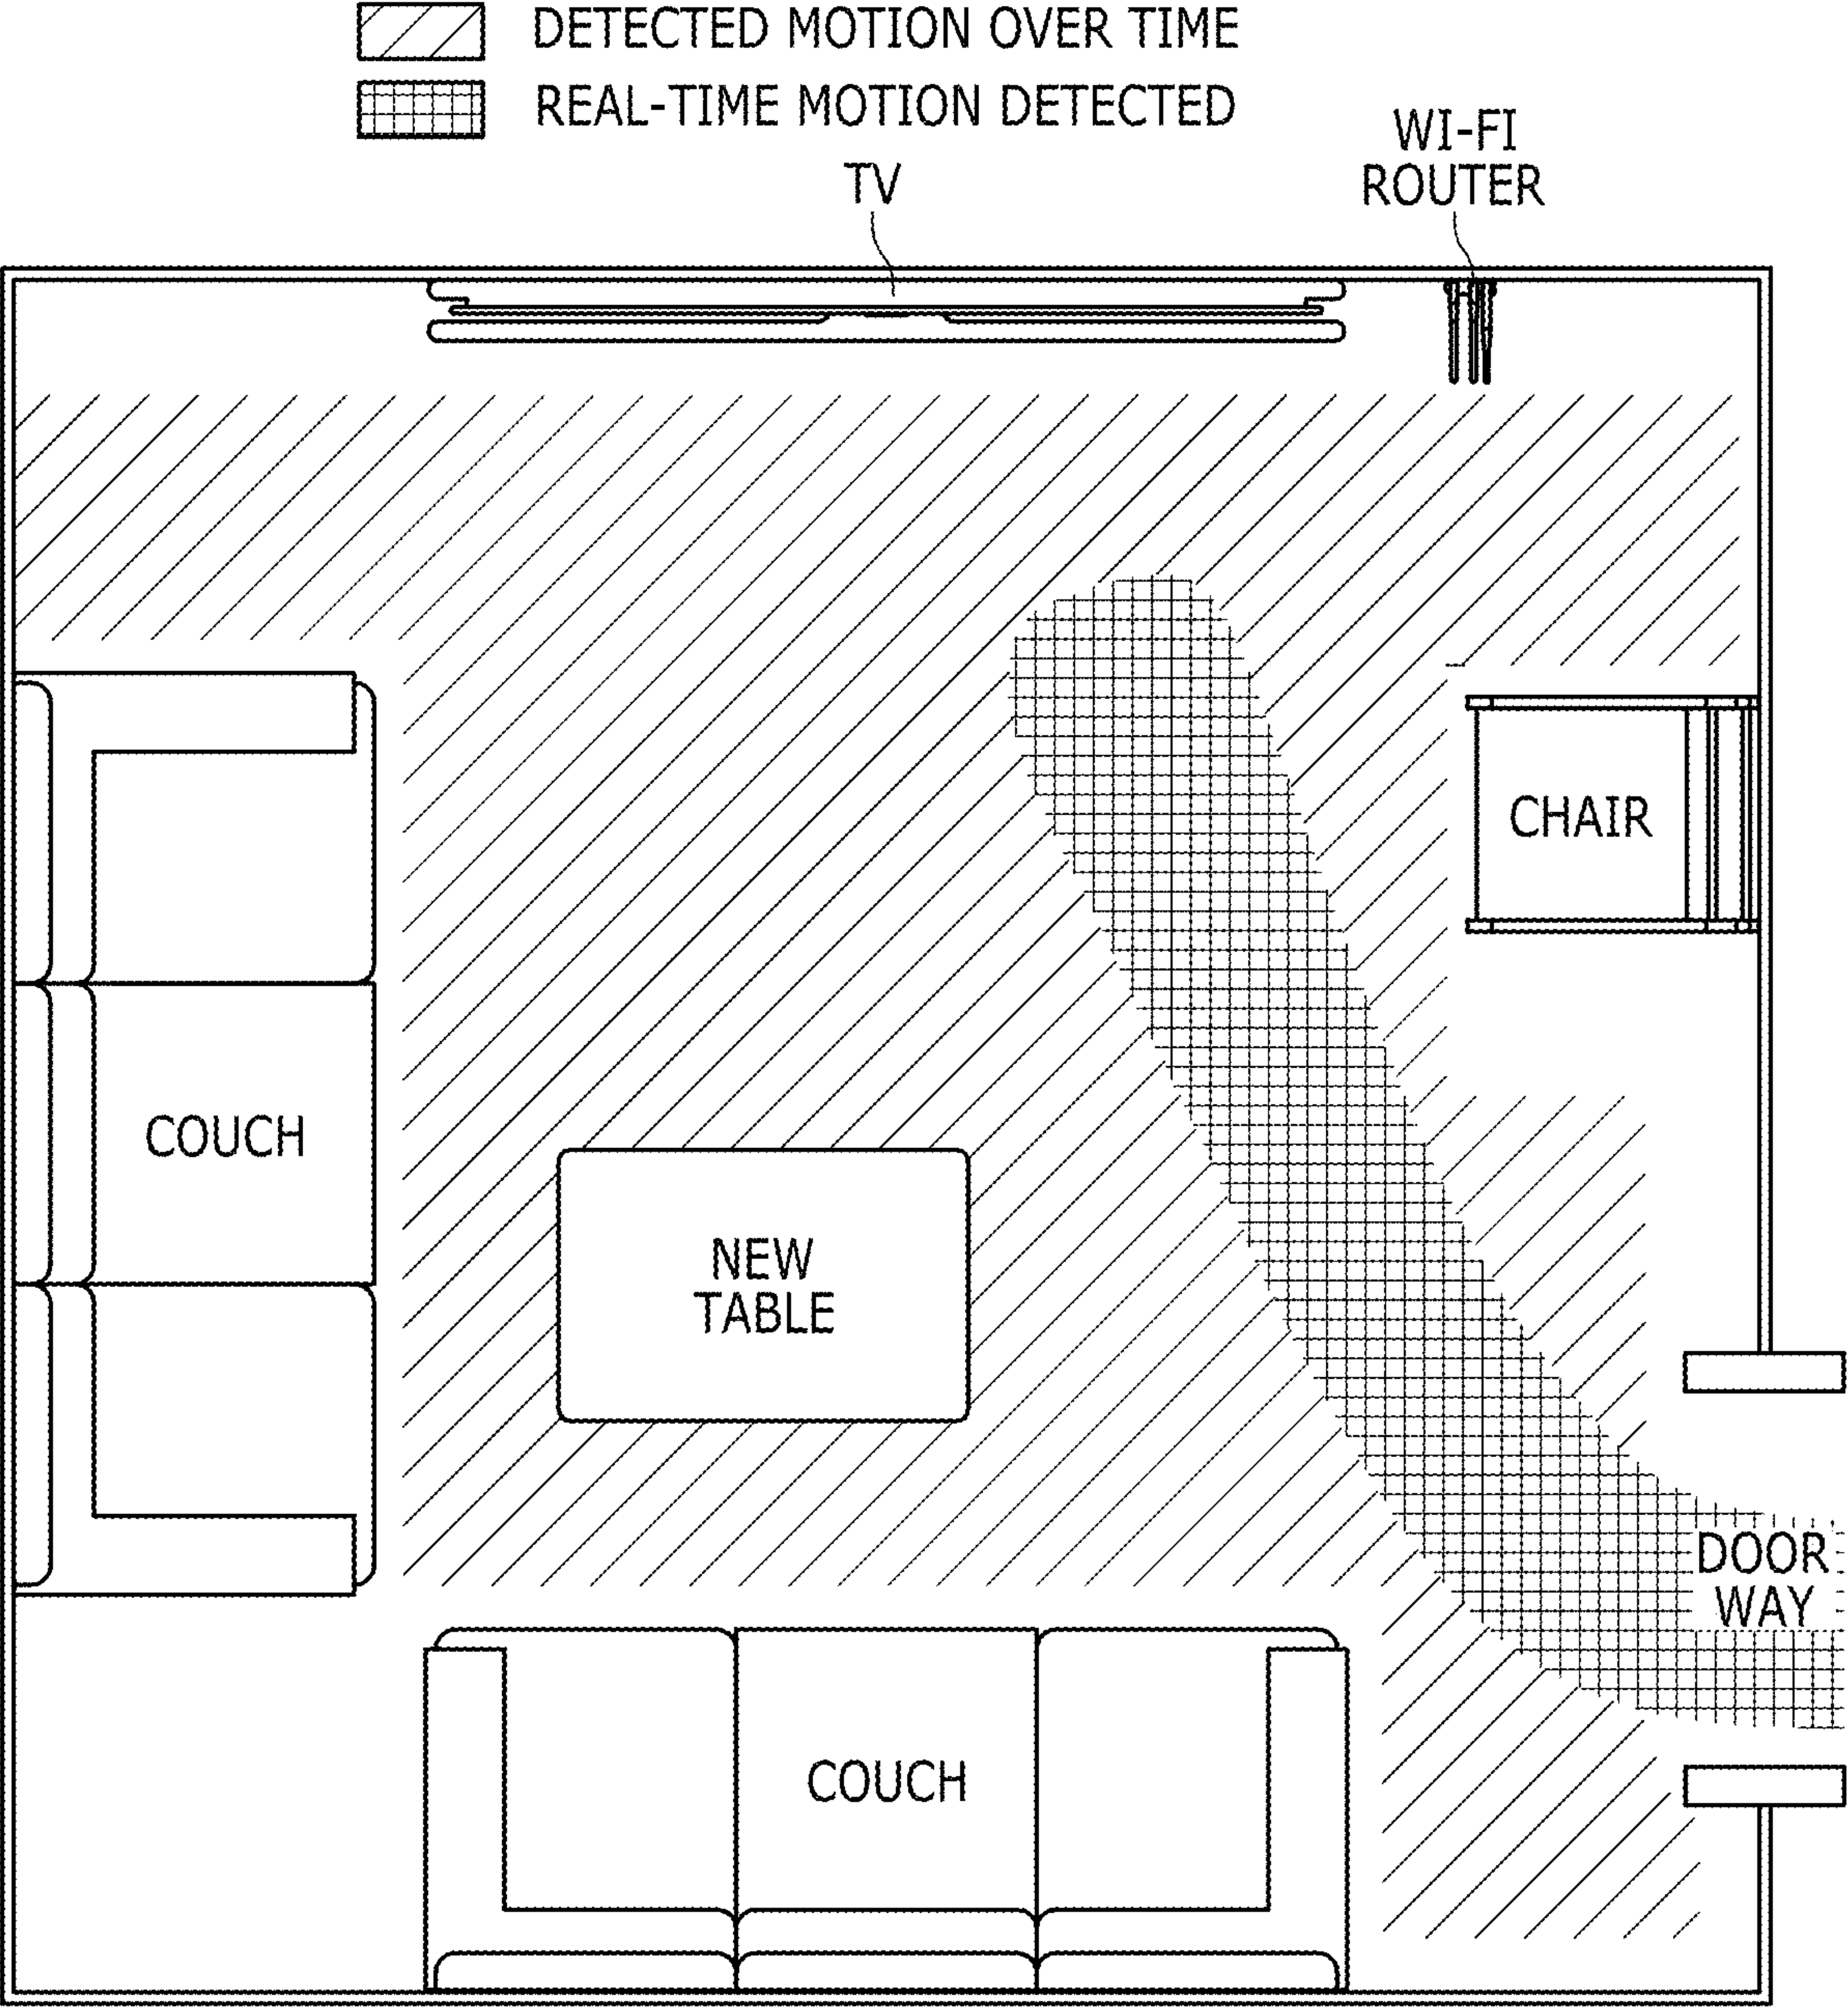 DETECTED MOTION OVER TIME
REAL-TIME MOTION DETECTED
WI-FI
ROUTER
TV
CHAIR
COUCH
NEW
TABLE
DOOR
WAY
COUCH